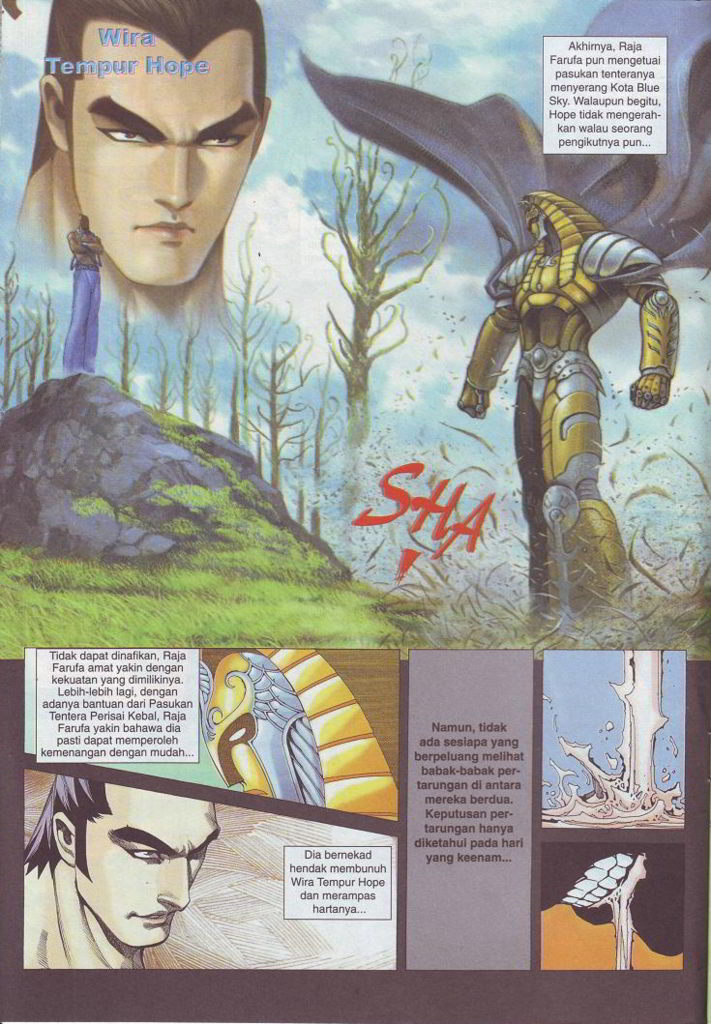 Wira
Tempur Hope
Akhirnya, Raja
Farufa pun mengetuai
pasukan tenteranya
menyerang Kota Blue
Sky. Walaupun begitu,
Hope tidak mengerah-
kan walau seorang
pengikutnya pun...
SHA
!
Tidak dapat dinafikan, Raja
Farufa amat yakin dengan
kekuatan yang dimilikinya.
Lebih-lebih lagi, dengan
adanya bantuan dari Pasukan
Tentera Perisai Kebal, Raja
Farufa yakin bahawa dia
pasti dapat memperoleh
kemenangan dengan mudah...
Dia bernekad
hendak membunuh
Wira Tempur Hope
dan merampas
hartanya...
Namun, tidak
ada sesiapa yang
berpeluang melihat
babak-babak per-
tarungan di antara
mereka berdua.
Keputusan per-
tarungan hanya
diketahui pada hari
yang keenam...